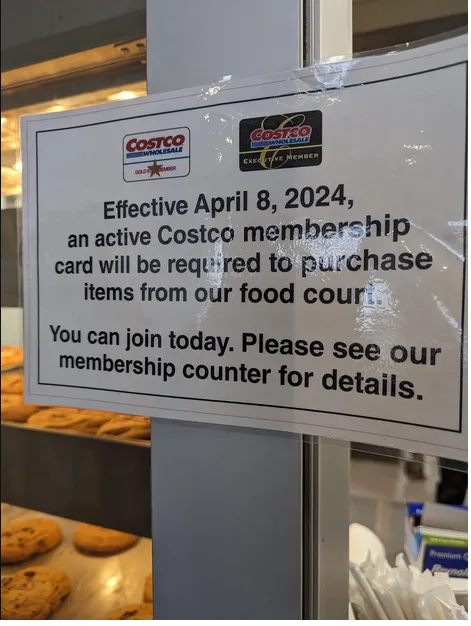 COSTCO
WHOLESALE
GOLD STAR MEMBER
COSTCO
WHOLESALE
EXECUTIVE MEMBER
Effective April 8, 2024,
an active Costco membership
card will be required to purchase
items from our food court.
You can join today. Please see our
membership counter for details.
Premium